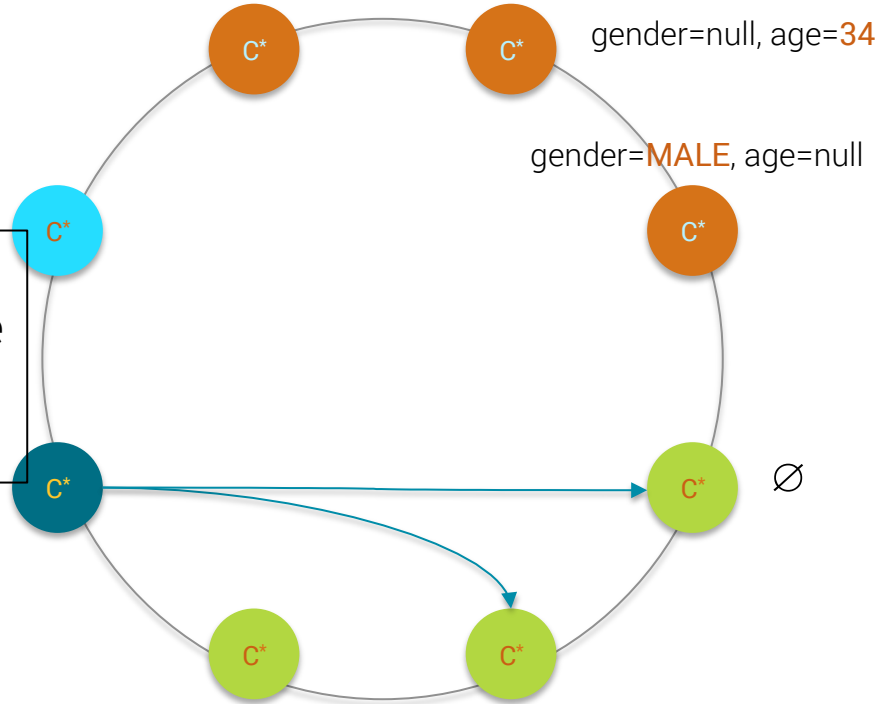 C* C* gender=null, age=34
gender=MALE, age=null
C* C*
e
C* C* ∅
C* C*